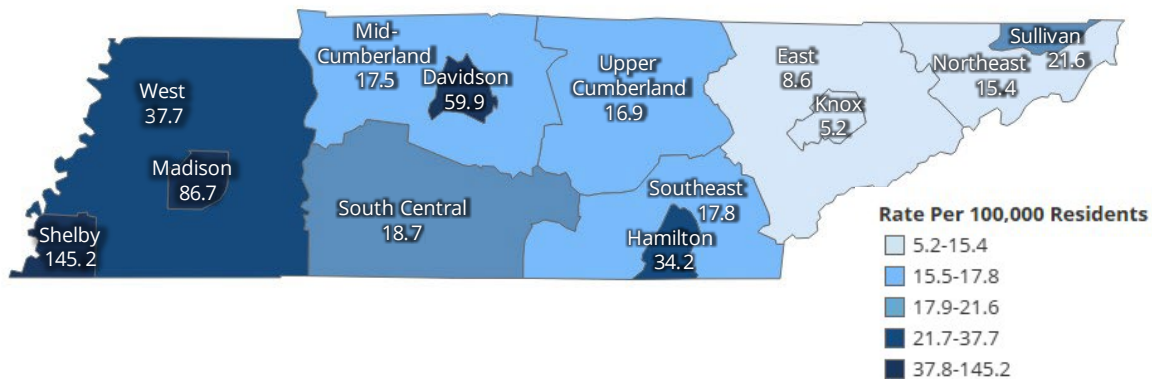 Mid-
Cumberland
17.5
Davidson
59.9
Upper
Cumberland
16.9
East
8.6
Knox
5.2
Sullivan
21.6
Northeast
15.4
West
37.7
Madison
86.7
Shelby
145.2
South Central
18.7
Southeast
17.8
Hamilton
34.2
Rate Per 100,000 Residents
5.2-15.4
15.5-17.8
17.9-21.6
21.7-37.7
37.8-145.2